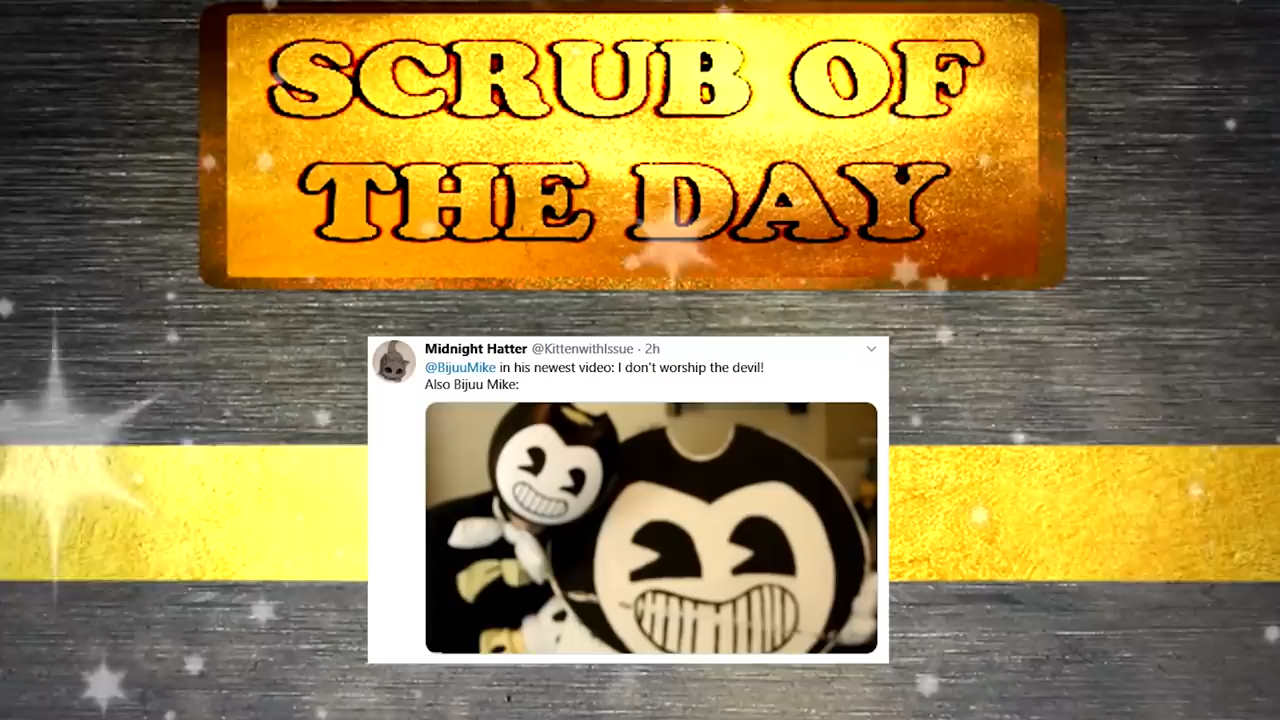 SCRUB OF
THE DAY
Midnight Hatter @KittenwithIssue · 2h
@BijuuMike in his newest video: I don't worship the devil!
Also Bijuu Mike: